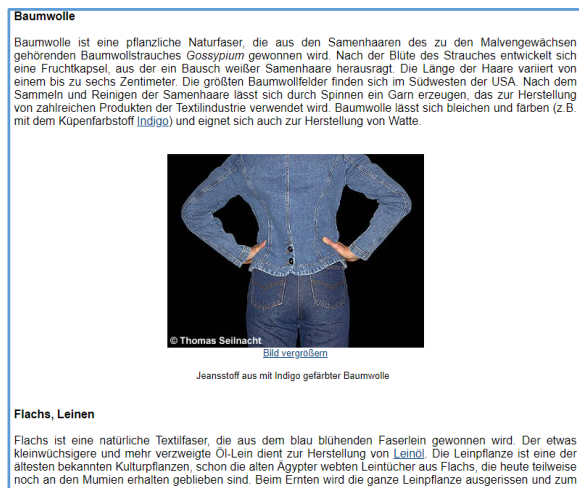 Baumwolle
Baumwolle ist eine pflanzliche Naturfaser, die aus den Samenhaaren des zu den Malvengewächsen
gehörenden Baumwollstrauches Gossypium gewonnen wird. Nach der Blüte des Strauches entwickelt sich
eine Fruchtkapsel, aus der ein Bausch weißer Samenhaare herausragt. Die Länge der Haare variiert von
einem bis zu sechs Zentimeter. Die größten Baumwollfelder finden sich im Südwesten der USA. Nach dem
Sammeln und Reinigen der Samenhaare lässt sich durch Spinnen ein Garn erzeugen, das zur Herstellung
von zahlreichen Produkten der Textilindustrie verwendet wird. Baumwolle lässt sich bleichen und färben (z.B.
mit dem Küpenfarbstoff Indigo) und eignet sich auch zur Herstellung von Watte.
© Thomas Seilnacht
Bild vergrößern
Jeansstoff aus mit Indigo gefärbter Baumwolle
Flachs, Leinen
Flachs ist eine natürliche Textilfaser, die aus dem blau blühenden Faserlein gewonnen wird. Der etwas
kleinwüchsigere und mehr verzweigte Öl-Lein dient zur Herstellung von Leinöl. Die Leinpflanze ist eine der
ältesten bekannten Kulturpflanzen, schon die alten Ägypter webten Leintücher aus Flachs, die heute teilweise
noch an den Mumien erhalten geblieben sind. Beim Ernten wird die ganze Leinpflanze ausgerissen und zum